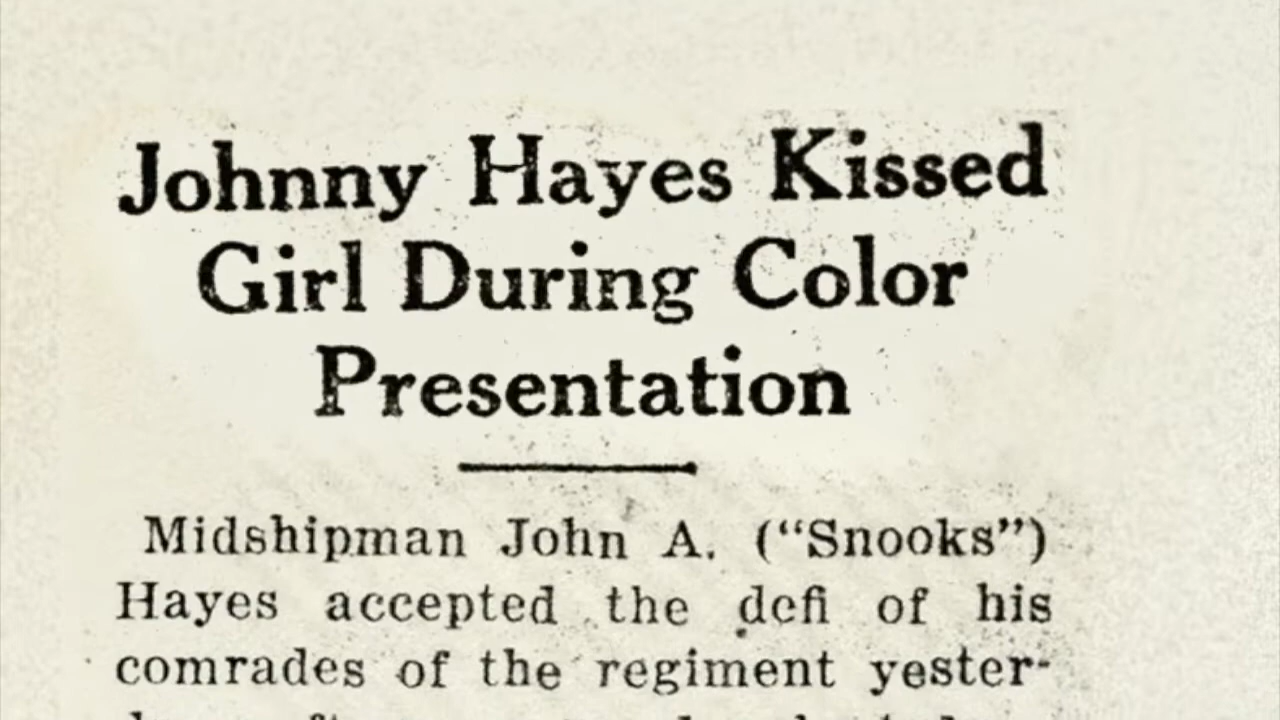 Johnny Hayes Kissed
Girl During Color
Presentation
Midshipman John A. ("Snooks")
Hayes accepted the defi of his
comrades of the regiment yester-